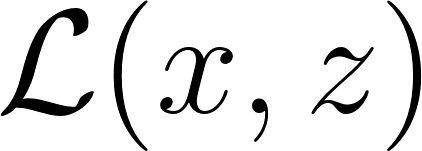 𝓛(x, z)